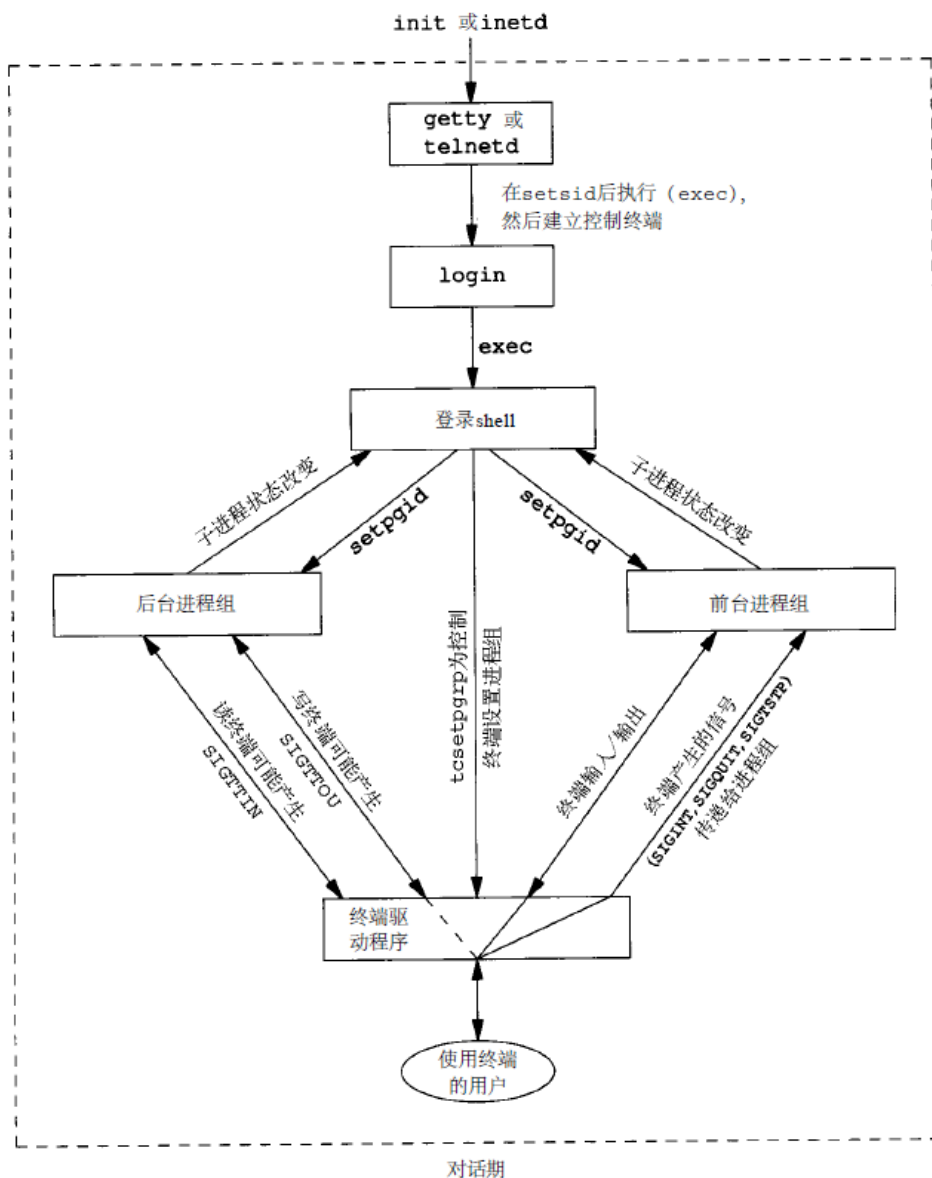 init 或inetd
getty 或
telnetd
在setsid后执行 (exec),
然后建立控制终端
login
exec
登录shell
子进程状态改变
setpgid
setpgid
子进程状态改变
后台进程组
前台进程组
读终端可能产生
SIGTTIN
写终端可能产生
SIGTTOU
tcsetpgrp为控制
终端设置进程组
终端输入/输出
终端产生的信号
(SIGINT,SIGQUIT,SIGTSTP)
传递给进程组
终端驱
动程序
使用终端
的用户
对话期